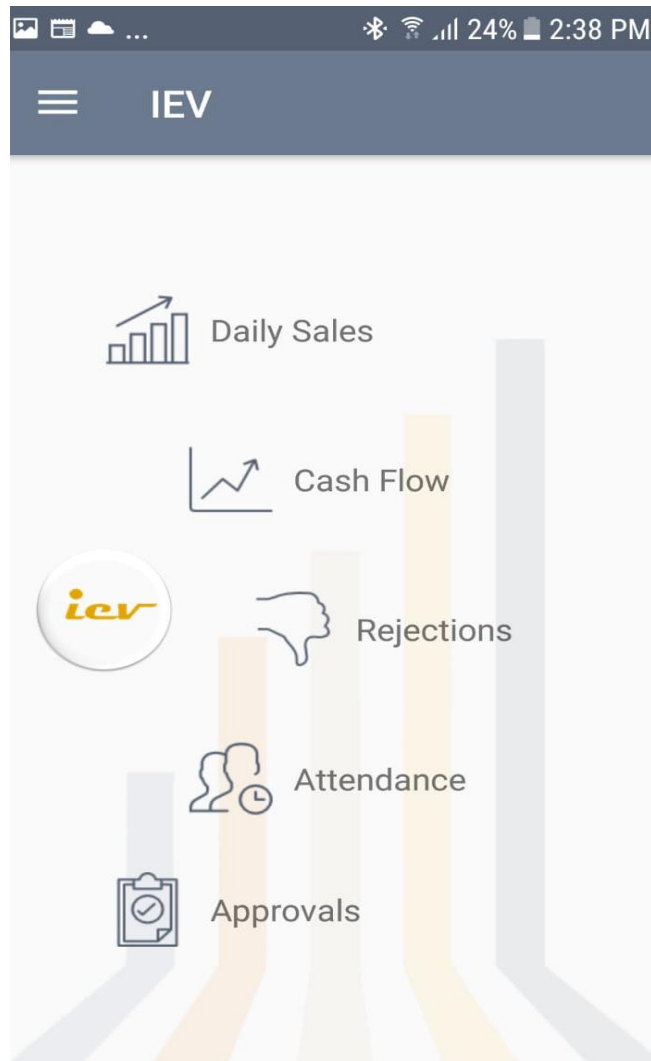 ... 24% 2:38 PM
IEV
Daily Sales
Cash Flow
iev
Rejections
Attendance
Approvals